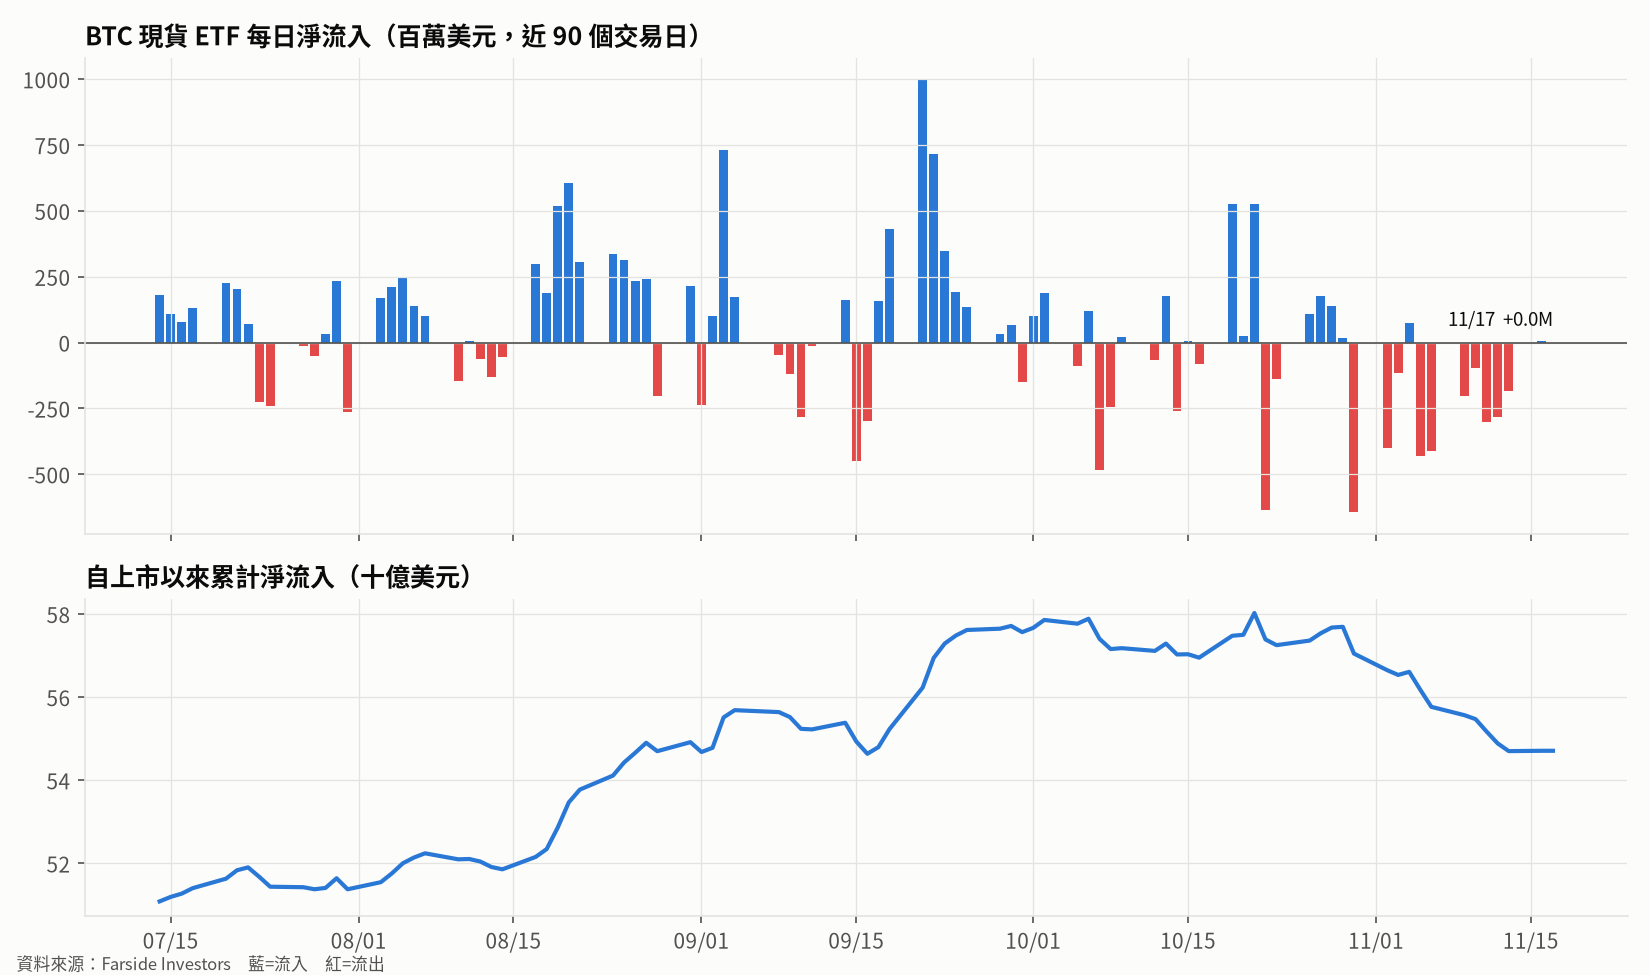 BTC 現貨 ETF 每日淨流入（百萬美元，近 90 個交易日）
1000
750
500
250
0
-250
-500
11/17 +0.0M
自上市以來累計淨流入（十億美元）
58
56
54
52
07/15 08/01 08/15 09/01 09/15 10/01 10/15 11/01 11/15
資料來源：Farside Investors 藍=流入 紅=流出